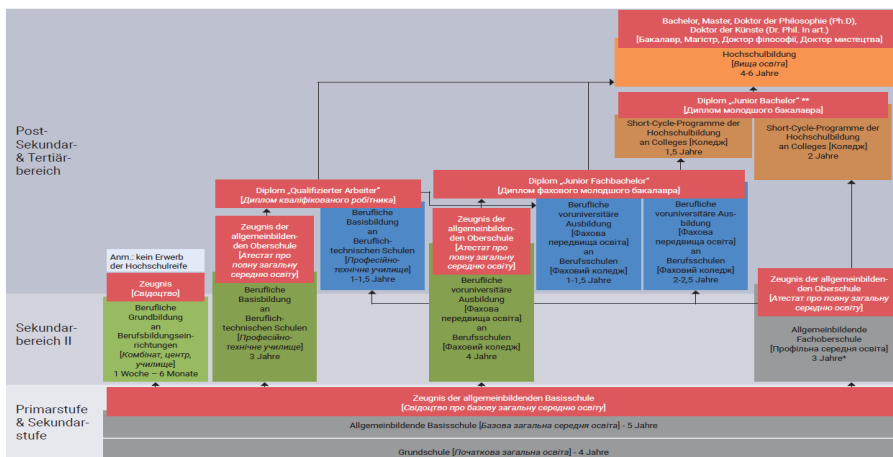 Bachelor, Master, Doktor der Philosophie (Ph.D),
Doktor der Künste (Dr. Phil. In art.)
[Бакалавр, Магістр, Доктор філософії, Доктор мистецтва]
Hochschulbildung
[Вища освіта]
4-6 Jahre
Diplom „Junior Bachelor“ **
[Диплом молодшого бакалавра]
Short-Cycle-Programme der
Hochschulbildung
an Colleges [Коледж]
1,5 Jahre
Short-Cycle-Programme der
Hochschulbildung
an Colleges [Коледж]
2 Jahre
Post-
Sekundar-
& Tertiär-
bereich
Diplom „Qualifizierter Arbeiter“
[Диплом кваліфікованого робітника]
Diplom „Junior Fachbachelor“
[Диплом фахового молодшого бакалавра]
Anm.: kein Erwerb
der Hochschulreife
Zeugnis
[Свідоцтво]
Berufliche
Grundbildung
an
Berufsbildungsein-
richtungen
[Комбінат, центр,
училище]
1 Woche – 6 Monate
Zeugnis der
allgemeinbilden-
den Oberschule
[Атестат про
повну загальну
середню освіту]
Berufliche
Basisbildung
an
Beruflich-
technischen Schulen
[Професійно-
технічне училище]
3 Jahre
Berufliche
Basisbildung
an
Beruflich-
technischen Schulen
[Професійно-
технічне училище]
1-1,5 Jahre
Zeugnis der
allgemeinbilden-
den Oberschule
[Атестат про
повну загальну
середню освіту]
Berufliche
voruniversitäre
Ausbildung
[Фахова
передвища освіта]
an
Berufsschulen
[Фаховий коледж]
4 Jahre
Berufliche
voruniversitäre
Ausbildung
[Фахова
передвища освіта]
an
Berufsschulen
[Фаховий коледж]
1-1,5 Jahre
Berufliche
voruniversitäre Aus-
bildung
[Фахова
передвища освіта]
an
Berufsschulen
[Фаховий коледж]
2-2,5 Jahre
Zeugnis der allgemeinbilden-
den Oberschule
[Атестат про повну загальну
середню освіту]
Allgemeinbildende
Fachoberschule
[Профільна середня освіта]
3 Jahre*
Sekundar-
bereich II
Primarstufe
& Sekundar-
stufe
Zeugnis der allgemeinbildenden Basisschule
[Свідоцтво про базову загальну середню освіту]
Allgemeinbildende Basisschule [Базова загальна середня освіта] - 5 Jahre
Grundschule [Початкова загальна освіта] - 4 Jahre